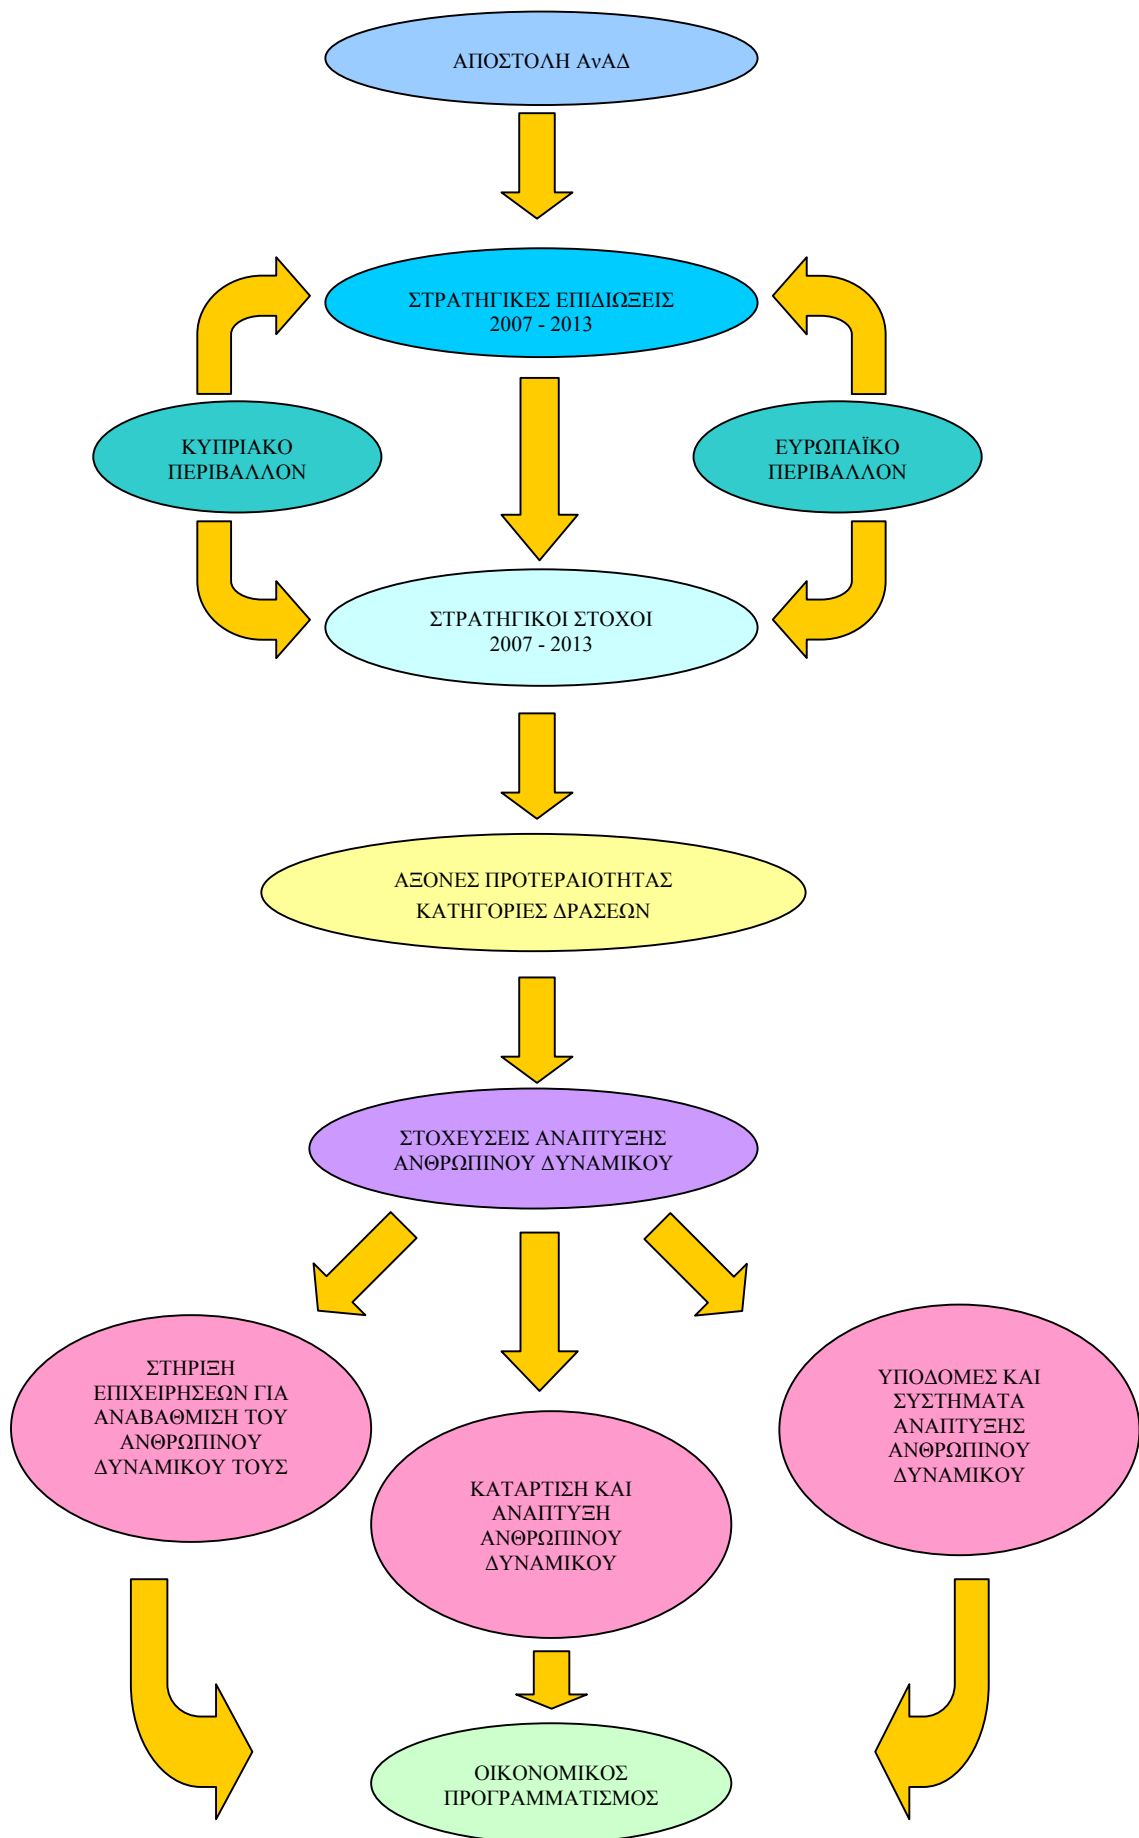 ΑΠΟΣΤΟΛΗ ΑνΑΔ
ΣΤΡΑΤΗΓΙΚΕΣ ΕΠΙΔΙΩΞΕΙΣ
2007 - 2013
ΚΥΠΡΙΑΚΟ
ΠΕΡΙΒΑΛΛΟΝ
ΕΥΡΩΠΑΪΚΟ
ΠΕΡΙΒΑΛΛΟΝ
ΣΤΡΑΤΗΓΙΚΟΙ ΣΤΟΧΟΙ
2007 - 2013
ΑΞΟΝΕΣ ΠΡΟΤΕΡΑΙΟΤΗΤΑΣ
ΚΑΤΗΓΟΡΙΕΣ ΔΡΑΣΕΩΝ
ΣΤΟΧΕΥΣΕΙΣ ΑΝΑΠΤΥΞΗΣ
ΑΝΘΡΩΠΙΝΟΥ ΔΥΝΑΜΙΚΟΥ
ΣΤΗΡΙΞΗ
ΕΠΙΧΕΙΡΗΣΕΩΝ ΓΙΑ
ΑΝΑΒΑΘΜΙΣΗ ΤΟΥ
ΑΝΘΡΩΠΙΝΟΥ
ΔΥΝΑΜΙΚΟΥ ΤΟΥΣ
ΚΑΤΑΡΤΙΣΗ ΚΑΙ
ΑΝΑΠΤΥΞΗ
ΑΝΘΡΩΠΙΝΟΥ
ΔΥΝΑΜΙΚΟΥ
ΥΠΟΔΟΜΕΣ ΚΑΙ
ΣΥΣΤΗΜΑΤΑ
ΑΝΑΠΤΥΞΗΣ
ΑΝΘΡΩΠΙΝΟΥ
ΔΥΝΑΜΙΚΟΥ
ΟΙΚΟΝΟΜΙΚΟΣ
ΠΡΟΓΡΑΜΜΑΤΙΣΜΟΣ